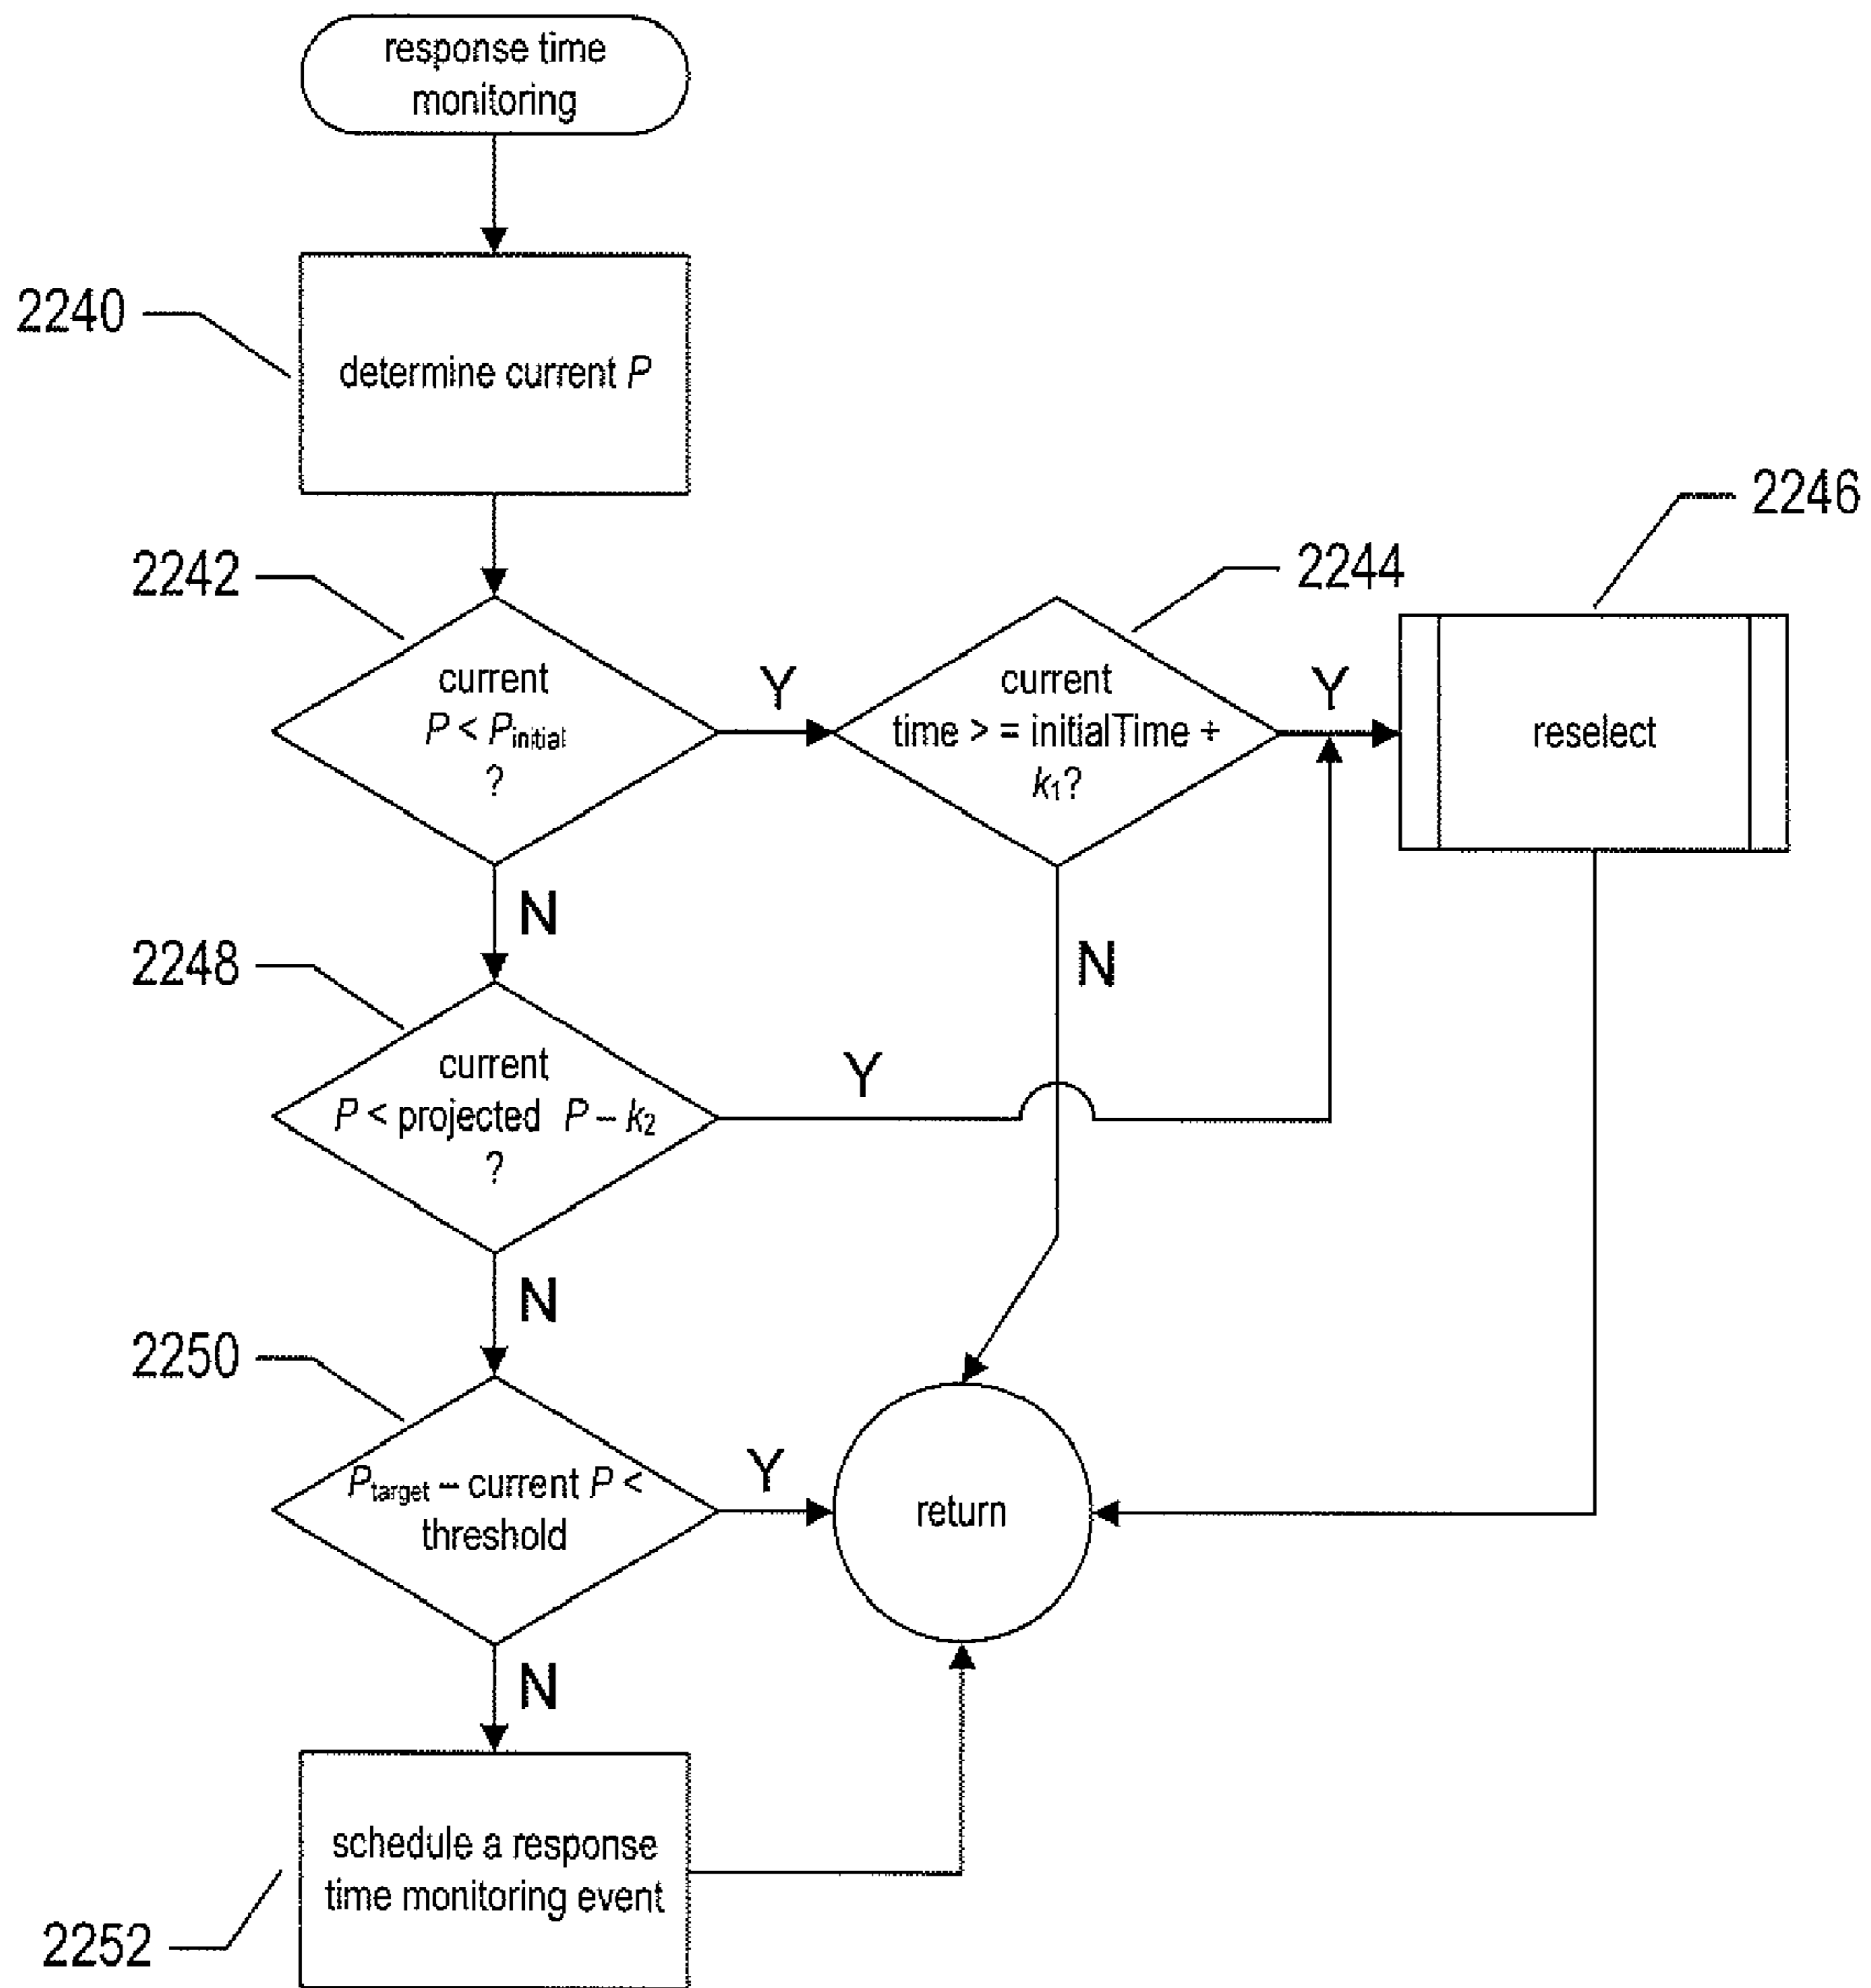 response time
monitoring
2240
determine current P
2242
current
P < Pinitial
?
Y
2244
current
time > = initialTime +
k1?
Y
2246
reselect
N
N
2248
current
P < projected P – k2
?
Y
N
2250
Ptarget – current P <
threshold
Y
return
N
2252
schedule a response
time monitoring event